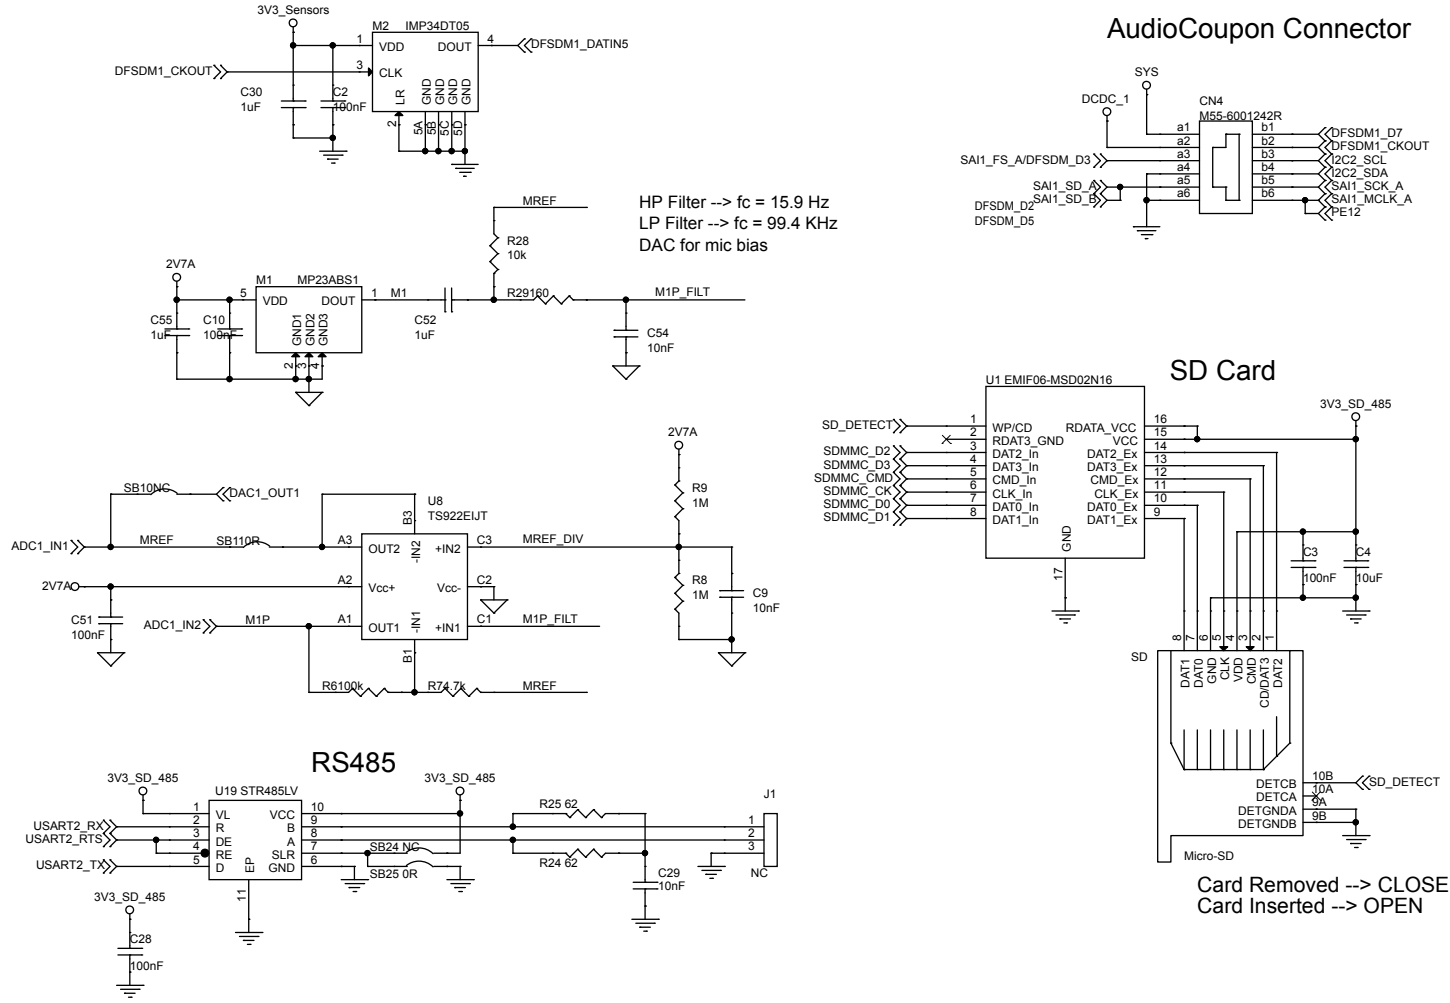 3V3_Sensors
M2 IMP34DT05
1 VDD DOUT 4 DFSDM1_DATIN5
DFSDM1_CKOUT 3 CLK
C30
1uF
C2
100nF
LR GND GND GND GND
2 5A 5B 5C 5D
AudioCoupon Connector
SYS
DCDC_1
CN4
M55-6001242R
a1 b1 DFSDM1_D7
a2 b2 DFSDM1_CKOUT
SAI1_FS_A/DFSDM_D3 a3 b3 I2C2_SCL
a4 b4 I2C2_SDA
SAI1_SD_A a5 b5 SAI1_SCK_A
SAI1_SD_B a6 b6 SAI1_MCLK_A
DFSDM_D2 PE12
DFSDM_D5
MREF
R28
10k
HP Filter --> fc = 15.9 Hz
LP Filter --> fc = 99.4 KHz
DAC for mic bias
2V7A
M1 MP23ABS1
5 VDD DOUT 1 M1
R29160 M1P_FILT
C55
1uF
C10
100nF
GND1 GND2 GND3
2 3 4
C52
1uF
C54
10nF
SD Card
U1 EMIF06-MSD02N16
3V3_SD_485
SD_DETECT 1 WP/CD RDATA_VCC 16
2 RDAT3_GND VCC 15
SDMMC_D2 3 DAT2_In DAT2_Ex 14
SDMMC_D3 4 DAT3_In DAT3_Ex 13
SDMMC_CMD 5 CMD_In CMD_Ex 12
SDMMC_CK 6 CLK_In CLK_Ex 11
SDMMC_D0 7 DAT0_In DAT0_Ex 10
SDMMC_D1 8 DAT1_In DAT1_Ex 9
GND
17
C3
100nF
C4
10uF
8 7 6 5 4 3 2 1
SD
DAT1 DAT0 GND CLK VDD CMD CD/DAT3 DAT2
DETCB 10B SD_DETECT
DETCA 10A
DETGNDA 9A
DETGNDB 9B
Micro-SD
Card Removed --> CLOSE
Card Inserted --> OPEN
2V7A
R9
1M
SB10NC DAC1_OUT1
U8
TS922EIJT
B3
ADC1_IN1 MREF SB110R A3 OUT2 -IN2 +IN2 C3 MREF_DIV
2V7A A2 Vcc+ Vcc- C2
R8
1M
C9
10nF
C51
100nF
ADC1_IN2 M1P A1 OUT1 -IN1 +IN1 C1 M1P_FILT
B1
R6100k R74.7k MREF
RS485
3V3_SD_485
3V3_SD_485
U19 STR485LV
1 VL VCC 10
USART2_RX 2 R B 9
USART2_RTS 3 DE A 8
4 RE SLR 7 SB24 NC
USART2_TX 5 D GND 6 SB25 0R
EP
11
R25 62
R24 62
C29
10nF
J1
1
2
3
NC
3V3_SD_485
C28
100nF